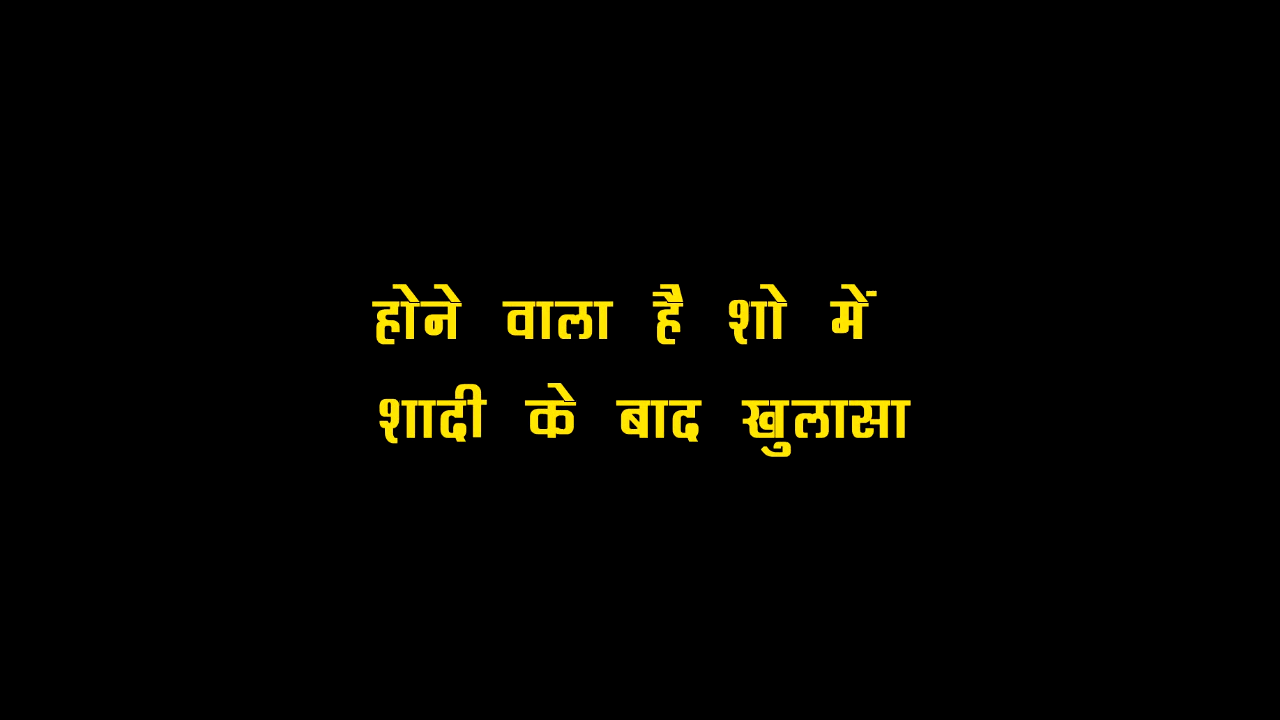 होने वाला है शो में
शादी के बाद खुलासा